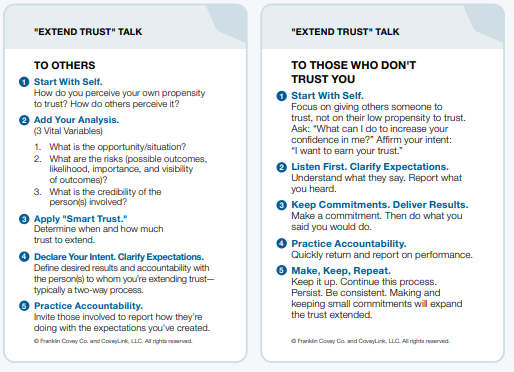 "EXTEND TRUST" TALK
TO OTHERS
1 Start With Self.
How do you perceive your own propensity
to trust? How do others perceive it?
2 Add Your Analysis.
(3 Vital Variables)
1. What is the opportunity/situation?
2. What are the risks (possible outcomes,
likelihood, importance, and visibility
of outcomes)?
3. What is the credibility of the
person(s) involved?
3 Apply "Smart Trust."
Determine when and how much
trust to extend.
4 Declare Your Intent. Clarify Expectations.
Define desired results and accountability with
the person(s) to whom you're extending trust—
typically a two-way process.
5 Practice Accountability.
Invite those involved to report how they're
doing with the expectations you've created.
© Franklin Covey Co. and CoveyLink, LLC. All rights reserved.
"EXTEND TRUST" TALK
TO THOSE WHO DON'T
TRUST YOU
1 Start With Self.
Focus on giving others someone to
trust, not on their low propensity to trust.
Ask: "What can I do to increase your
confidence in me?" Affirm your intent:
"I want to earn your trust."
2 Listen First. Clarify Expectations.
Understand what they say. Report what
you heard.
3 Keep Commitments. Deliver Results.
Make a commitment. Then do what you
said you would do.
4 Practice Accountability.
Quickly return and report on performance.
5 Make, Keep, Repeat.
Keep it up. Continue this process.
Persist. Be consistent. Making and
keeping small commitments will expand
the trust extended.
© Franklin Covey Co. and CoveyLink, LLC. All rights reserved.